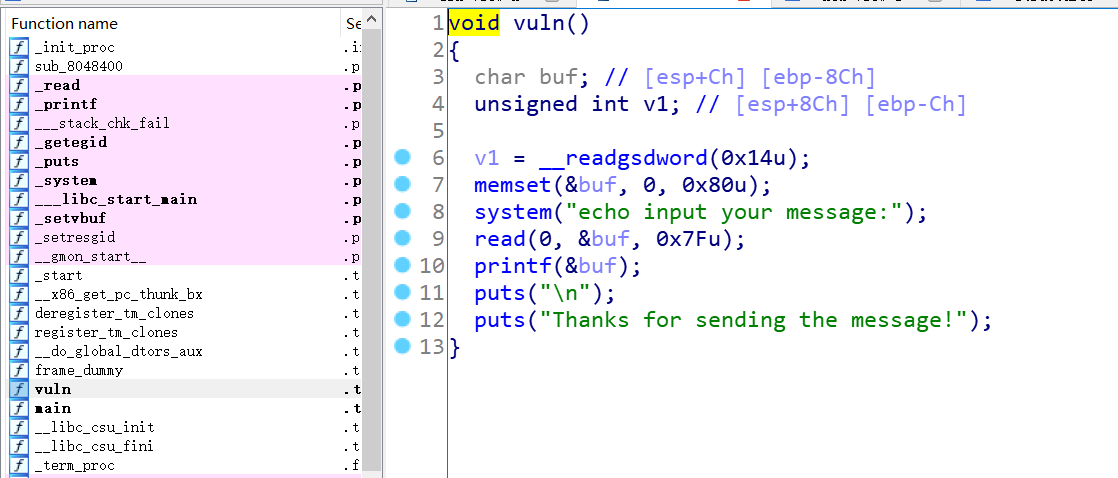 Function name Se
f _init_proc .i
f sub_8048400 .p
f _read .p
f _printf .p
f ___stack_chk_fail .p
f _getegid .p
f _puts .p
f _system .p
f ___libc_start_main .p
f _setvbuf .p
f _setresgid .p
f __gmon_start__ .p
f _start .t
f __x86_get_pc_thunk_bx .t
f deregister_tm_clones .t
f register_tm_clones .t
f __do_global_dtors_aux .t
f frame_dummy .t
f vuln .t
f main .t
f __libc_csu_init .t
f __libc_csu_fini .t
f _term_proc .f
1 void vuln()
2 {
3 char buf; // [esp+Ch] [ebp-8Ch]
4 unsigned int v1; // [esp+8Ch] [ebp-Ch]
5
6 v1 = __readgsdword(0x14u);
7 memset(&buf, 0, 0x80u);
8 system("echo input your message:");
9 read(0, &buf, 0x7Fu);
10 printf(&buf);
11 puts("\n");
12 puts("Thanks for sending the message!");
13 }